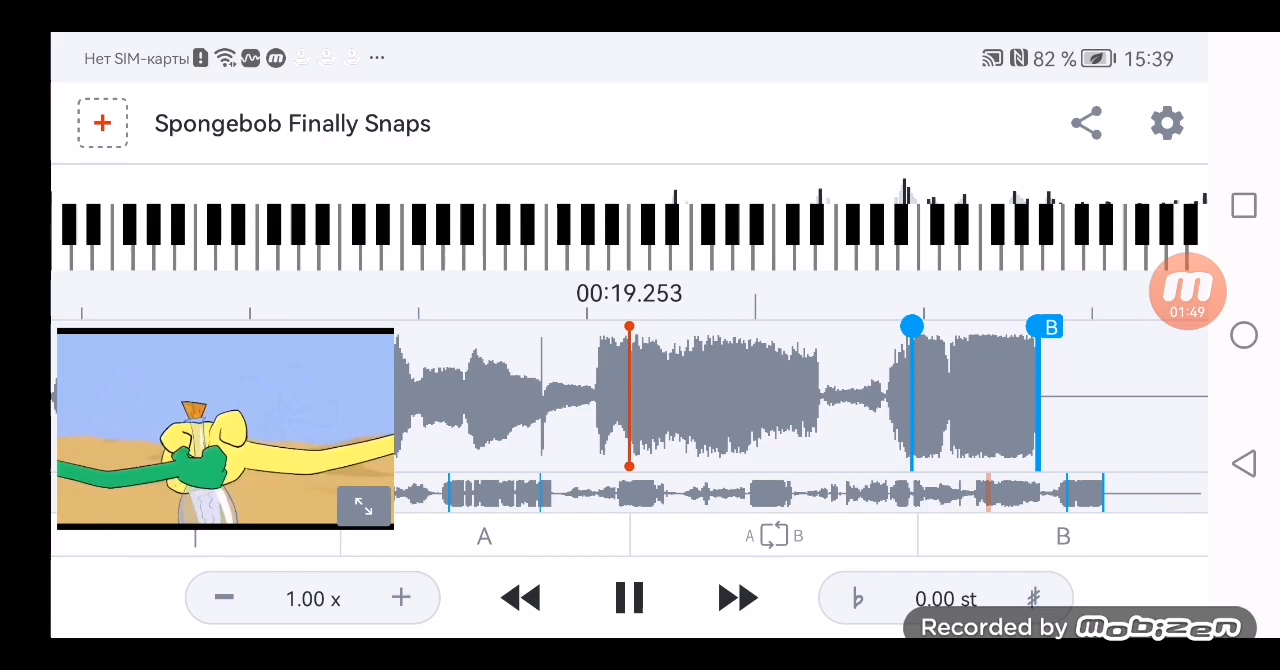 Нет SIM-карты
82 %
15:39
Spongebob Finally Snaps
00:19.253
01:49
B
A
A B
B
1.00 x
0.00 st
Recorded by mobizen